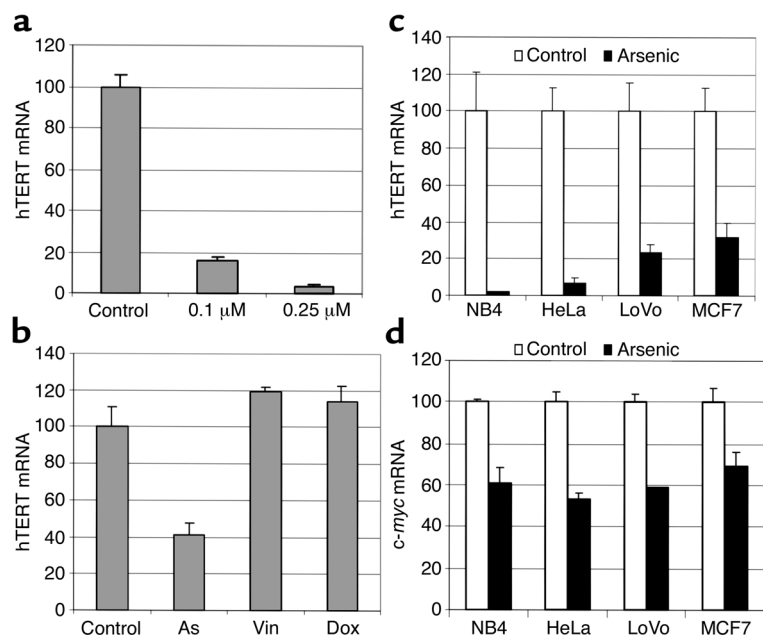 a
hTERT mRNA
120
100
80
60
40
20
0
Control 0.1 μM 0.25 μM
b
hTERT mRNA
140
120
100
80
60
40
20
0
Control As Vin Dox
c
hTERT mRNA
140
120
100
80
60
40
20
0
Control Arsenic
NB4 HeLa LoVo MCF7
d
c-myc mRNA
120
100
80
60
40
20
0
Control Arsenic
NB4 HeLa LoVo MCF7